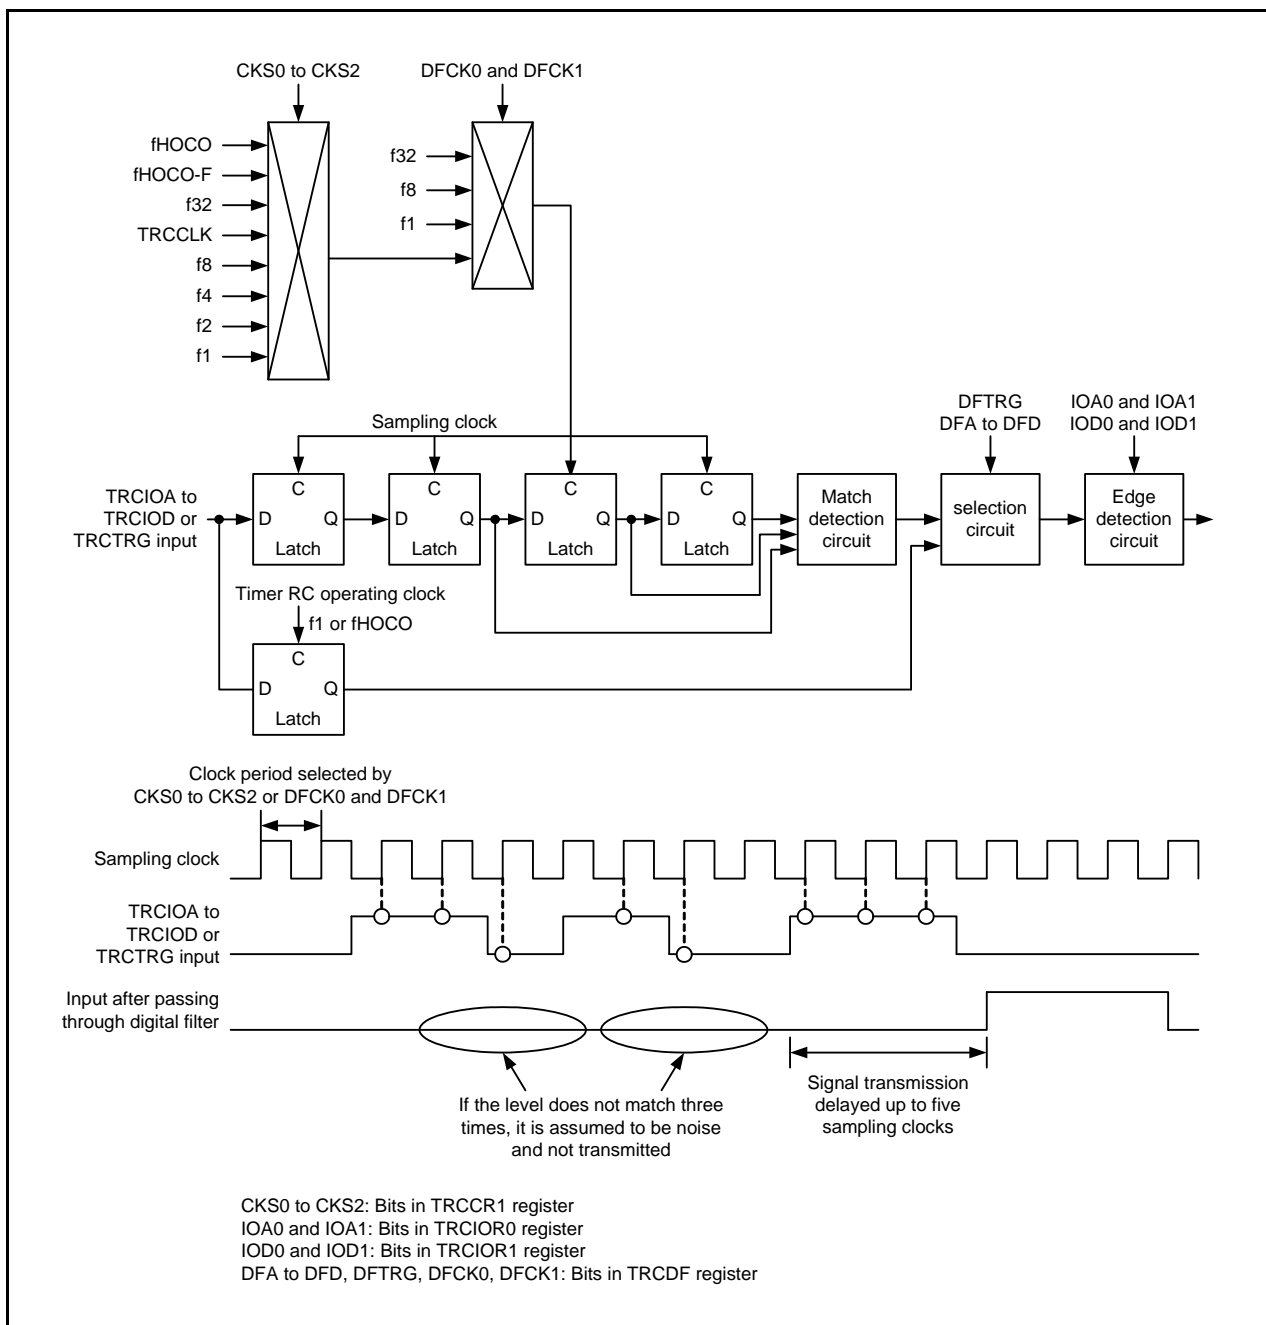 CKS0 to CKS2
DFCK0 and DFCK1
fHOCO
fHOCO-F
f32
TRCCLK
f8
f4
f2
f1
f32
f8
f1
Sampling clock
DFTRG
DFA to DFD
IOA0 and IOA1
IOD0 and IOD1
TRCIOA to
TRCIOD or
TRCTRG input
C
D
Q
Latch
C
D
Q
Latch
C
D
Q
Latch
C
D
Q
Latch
Match
detection
circuit
selection
circuit
Edge
detection
circuit
Timer RC operating clock
f1 or fHOCO
C
D
Q
Latch
Clock period selected by
CKS0 to CKS2 or DFCK0 and DFCK1
Sampling clock
TRCIOA to
TRCIOD or
TRCTRG input
Input after passing
through digital filter
If the level does not match three
times, it is assumed to be noise
and not transmitted
Signal transmission
delayed up to five
sampling clocks
CKS0 to CKS2: Bits in TRCCR1 register
IOA0 and IOA1: Bits in TRCIOR0 register
IOD0 and IOD1: Bits in TRCIOR1 register
DFA to DFD, DFTRG, DFCK0, DFCK1: Bits in TRCDF register